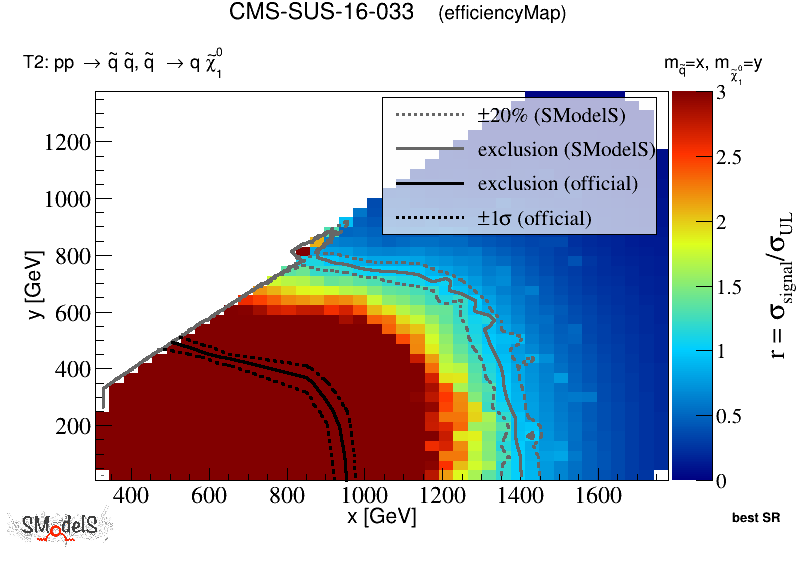 CMS-SUS-16-033 (efficiencyMap)
T2: pp → q̃ q̃, q̃ → q χ̃₁⁰
m_q̃=x, m_χ̃₁⁰=y
±20% (SModelS)
exclusion (SModelS)
exclusion (official)
±1σ (official)
y [GeV]
1200
1000
800
600
400
200
400 600 800 1000 1200 1400 1600
x [GeV]
3
2.5
2
1.5
1
0.5
0
r = σ_signal/σ_UL
SModelS
best SR